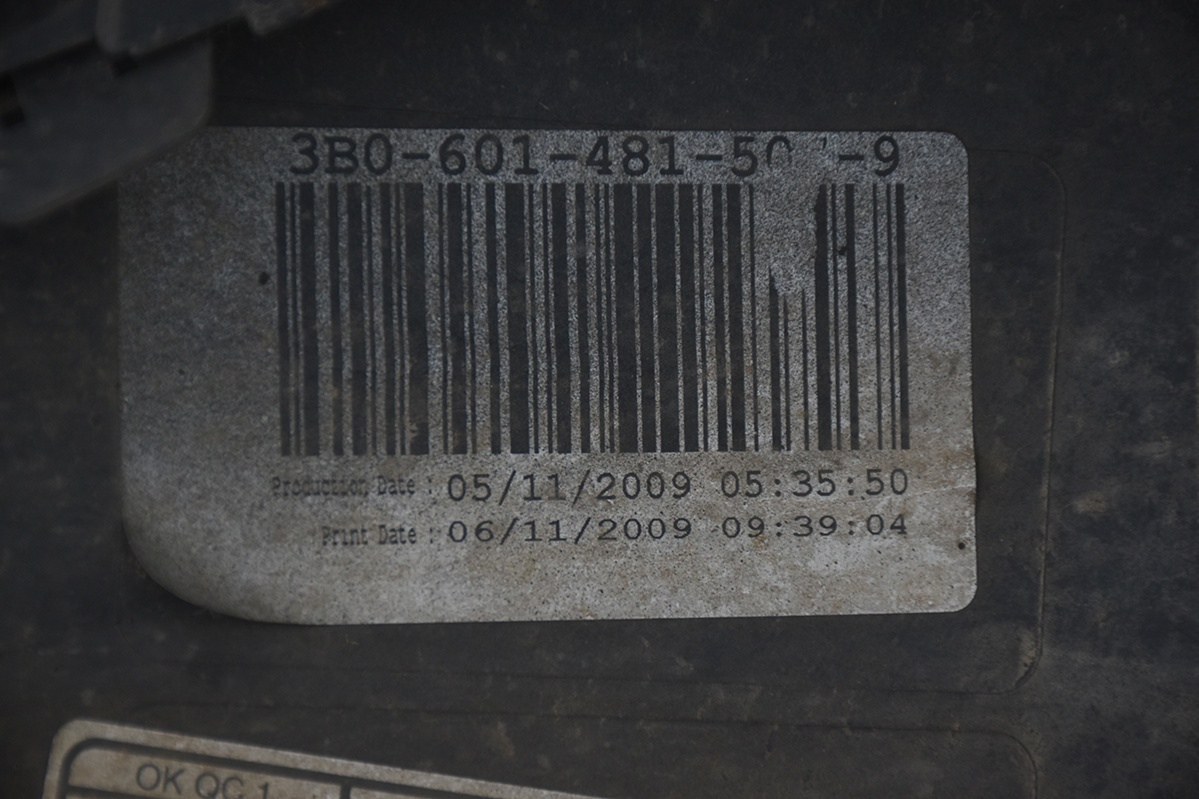 Production Date : 05/11/2009 05:35:50
Print Date : 06/11/2009 09:39:04
OK QC 1